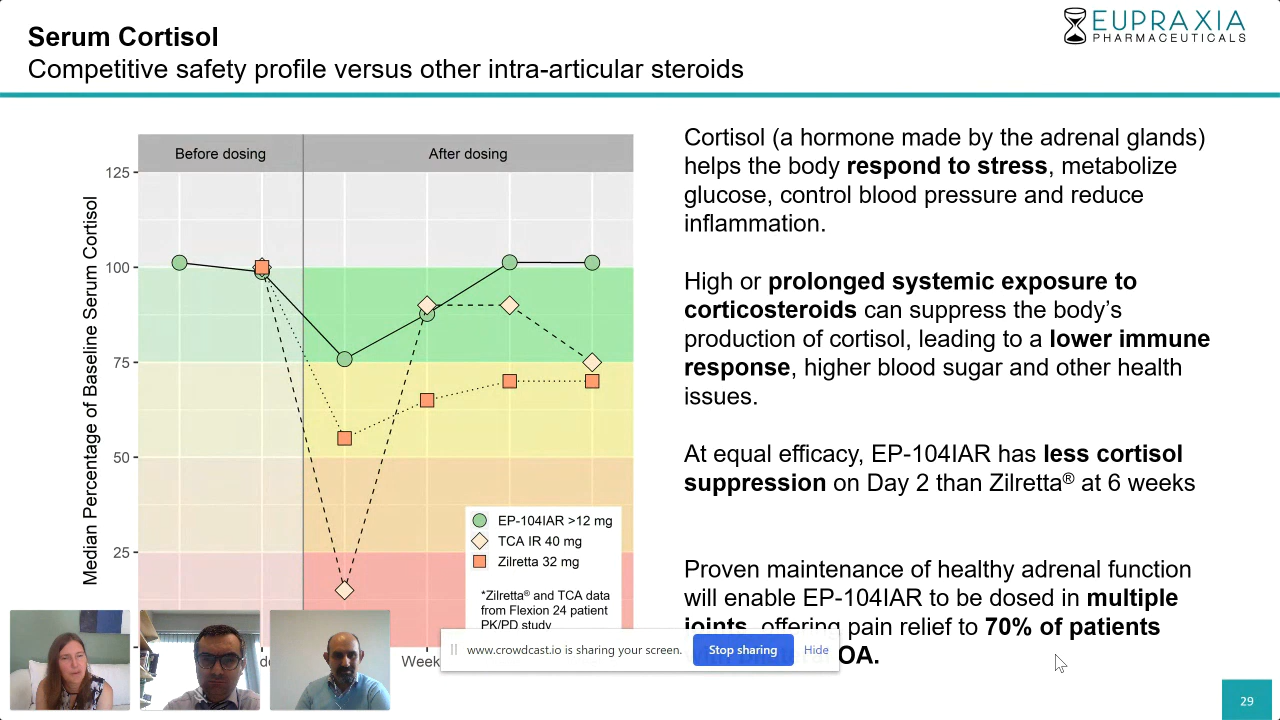 Serum Cortisol
Competitive safety profile versus other intra-articular steroids
EUPRAXIA
PHARMACEUTICALS
Before dosing
After dosing
125
100
75
50
25
Median Percentage of Baseline Serum Cortisol
EP-104IAR >12 mg
TCA IR 40 mg
Zilretta 32 mg
*Zilretta® and TCA data
from Flexion 24 patient
PK/PD study
Week
Cortisol (a hormone made by the adrenal glands)
helps the body respond to stress, metabolize
glucose, control blood pressure and reduce
inflammation.
High or prolonged systemic exposure to
corticosteroids can suppress the body's
production of cortisol, leading to a lower immune
response, higher blood sugar and other health
issues.
At equal efficacy, EP-104IAR has less cortisol
suppression on Day 2 than Zilretta® at 6 weeks
Proven maintenance of healthy adrenal function
will enable EP-104IAR to be dosed in multiple
joints, offering pain relief to 70% of patients
OA.
www.crowdcast.io is sharing your screen.
Stop sharing
Hide
29